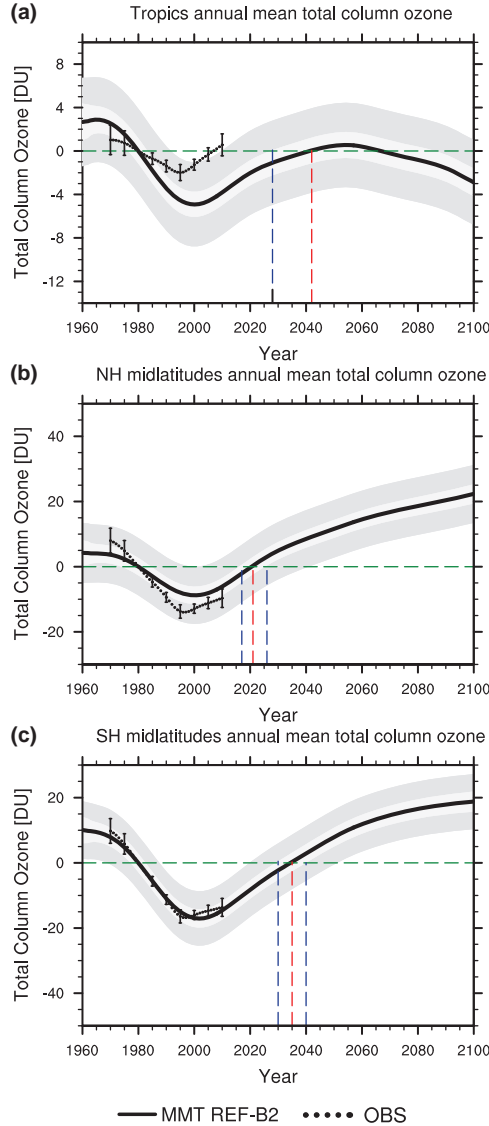 (a)
Tropics annual mean total column ozone
Total Column Ozone [DU]
8
4
0
-4
-8
-12
1960 1980 2000 2020 2040 2060 2080 2100
Year
(b)
NH midlatitudes annual mean total column ozone
Total Column Ozone [DU]
40
20
0
-20
1960 1980 2000 2020 2040 2060 2080 2100
Year
(c)
SH midlatitudes annual mean total column ozone
Total Column Ozone [DU]
20
0
-20
-40
1960 1980 2000 2020 2040 2060 2080 2100
Year
MMT REF-B2 OBS